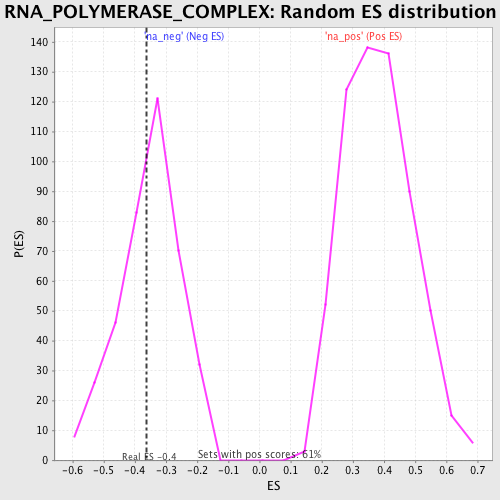 RNA_POLYMERASE_COMPLEX: Random ES distribution
'na_neg' (Neg ES)
'na_pos' (Pos ES)
140
130
120
110
100
90
80
70
60
50
40
30
20
10
0
P(ES)
Real ES -0.4
Sets with pos scores: 61%
-0.6 -0.5 -0.4 -0.3 -0.2 -0.1 0.0 0.1 0.2 0.3 0.4 0.5 0.6 0.7
ES